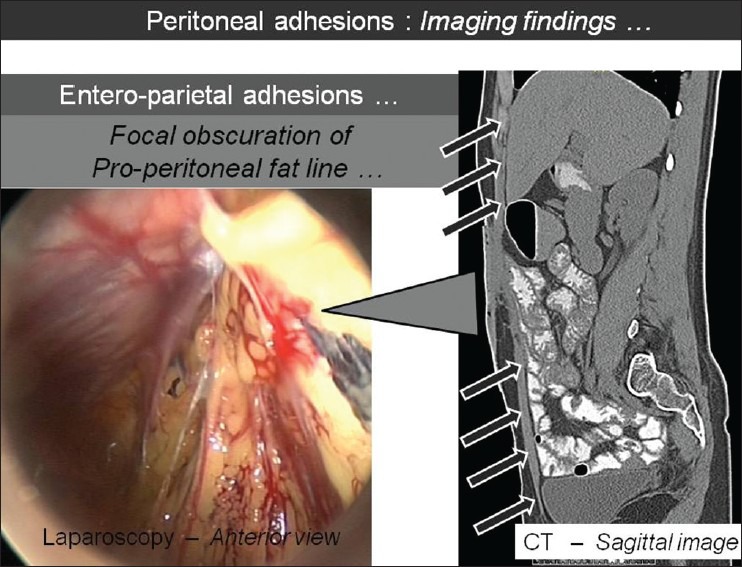 Peritoneal adhesions : Imaging findings …
Entero-parietal adhesions …
Focal obscuration of
Pro-peritoneal fat line …
Laparoscopy – Anterior view
CT – Sagittal image